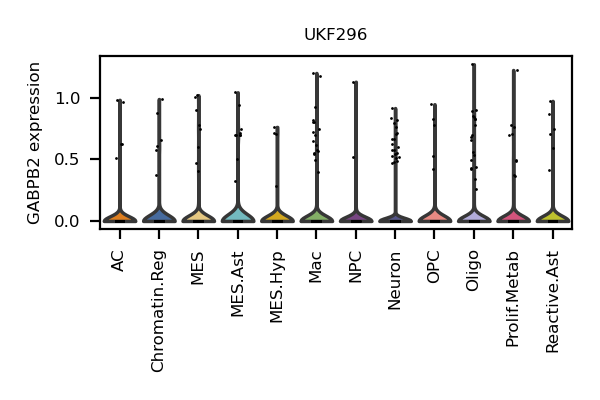 UKF296
GABPB2 expression
1.0
0.5
0.0
AC
Chromatin.Reg
MES
MES.Ast
MES.Hyp
Mac
NPC
Neuron
OPC
Oligo
Prolif.Metab
Reactive.Ast